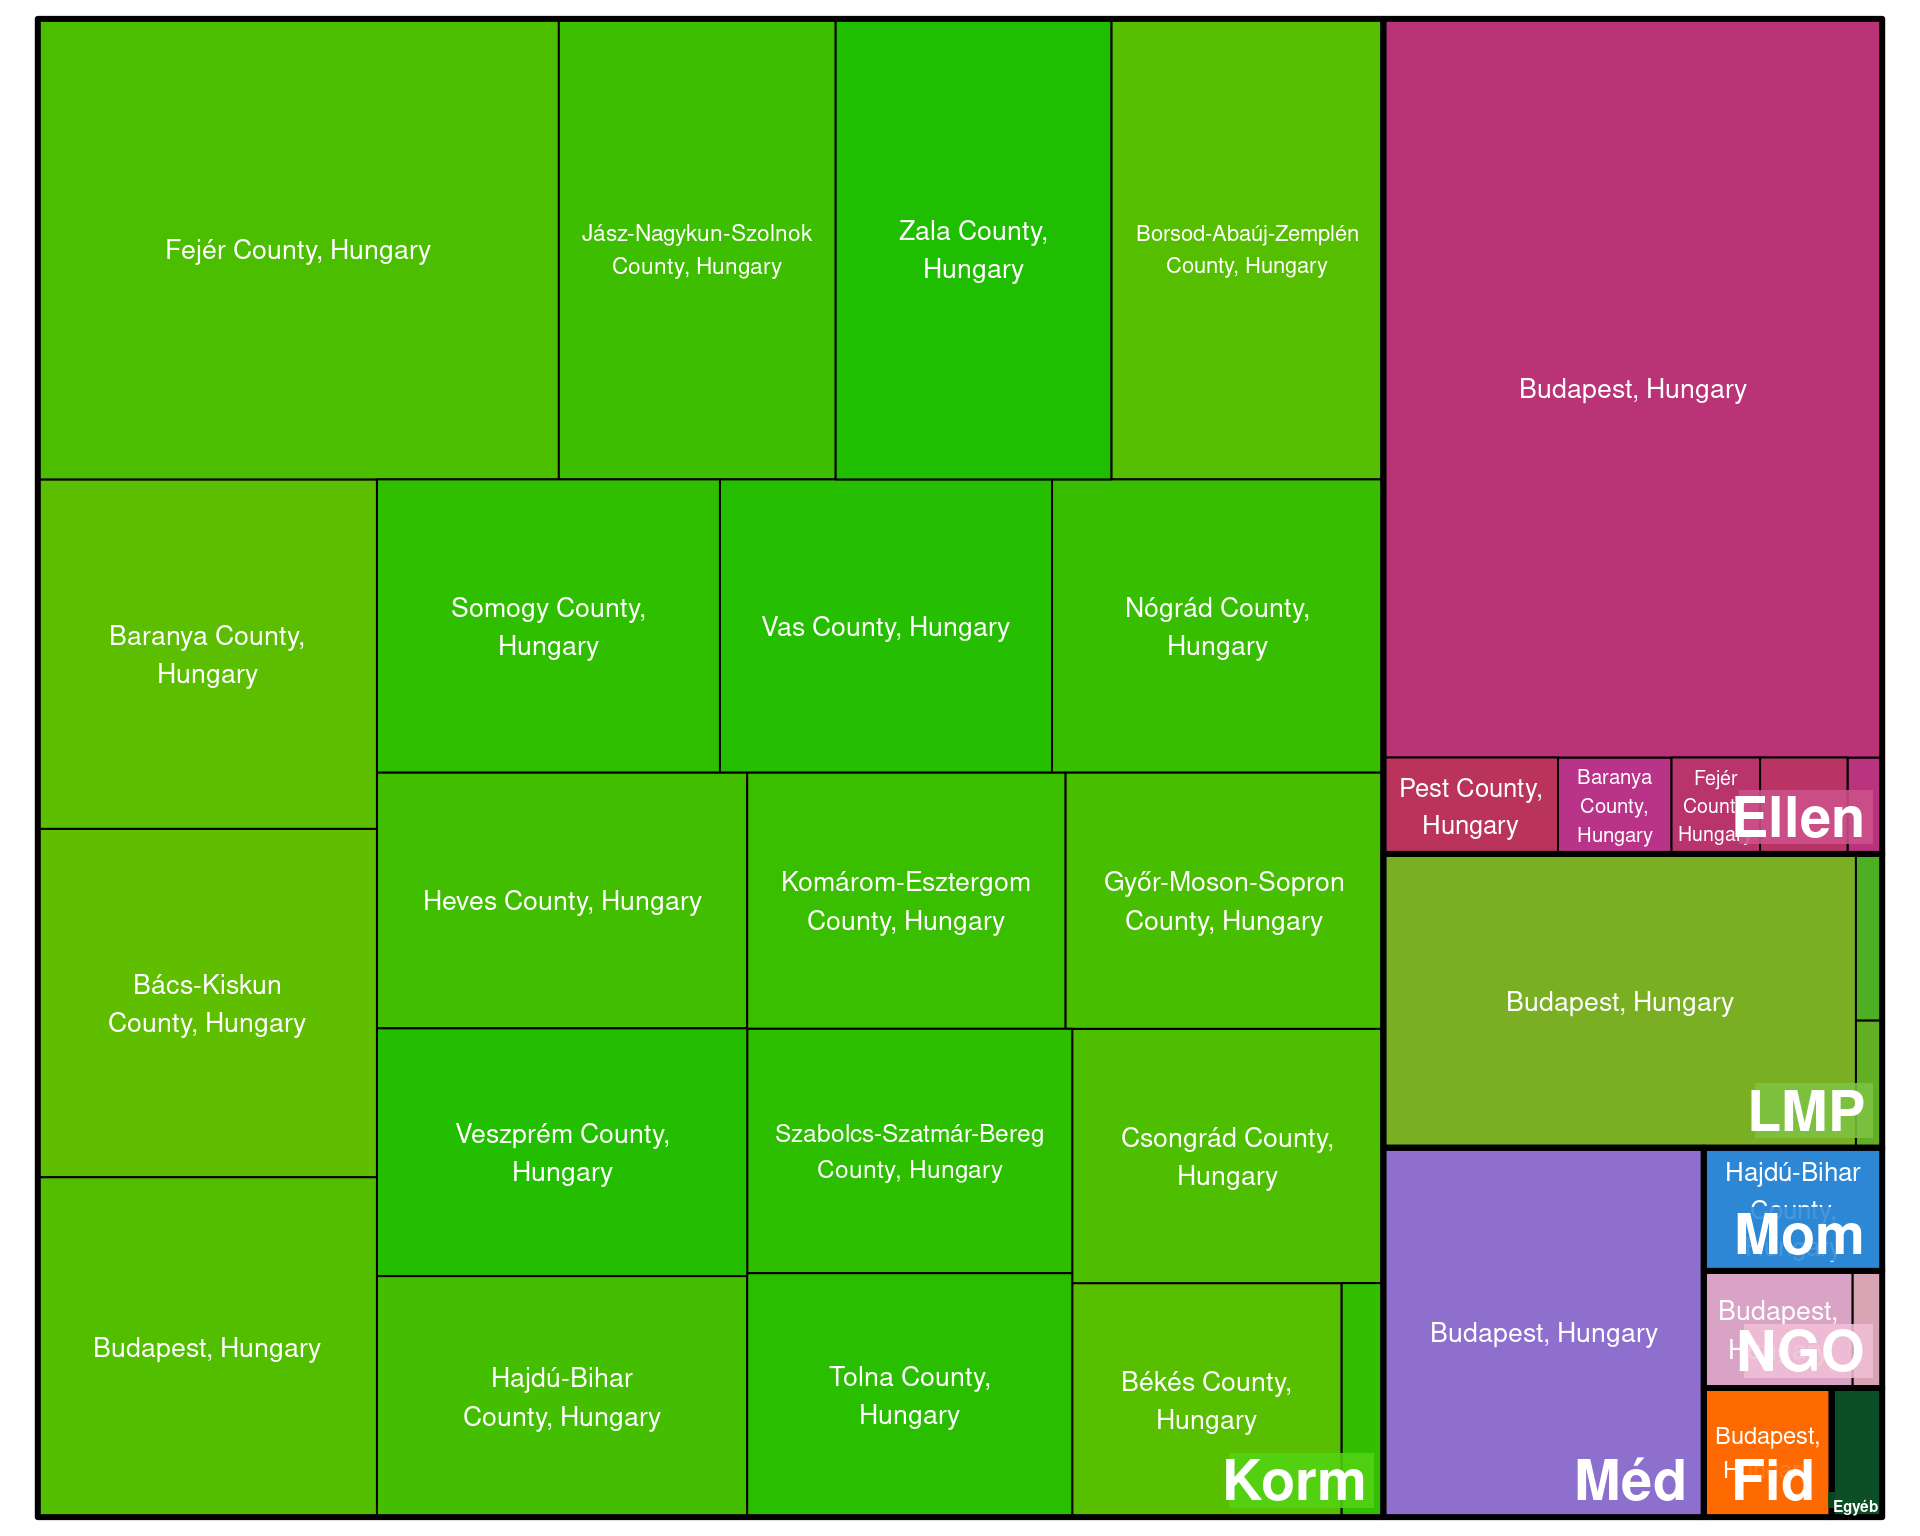 Fejér County, Hungary
Jász-Nagykun-Szolnok
County, Hungary
Zala County,
Hungary
Borsod-Abaúj-Zemplén
County, Hungary
Budapest, Hungary
Baranya County,
Hungary
Somogy County,
Hungary
Vas County, Hungary
Nógrád County,
Hungary
Bács-Kiskun
County, Hungary
Heves County, Hungary
Komárom-Esztergom
County, Hungary
Győr-Moson-Sopron
County, Hungary
Veszprém County,
Hungary
Szabolcs-Szatmár-Bereg
County, Hungary
Csongrád County,
Hungary
Budapest, Hungary
Hajdú-Bihar
County, Hungary
Tolna County,
Hungary
Békés County,
Hungary
Korm
Pest County,
Hungary
Baranya
County,
Hungary
Fejér
County,
Hungary
Ellen
Budapest, Hungary
LMP
Budapest, Hungary
Méd
Hajdú-Bihar
County,
Hungary
Mom
Budapest,
NGO
Budapest,
Fid
Egyéb